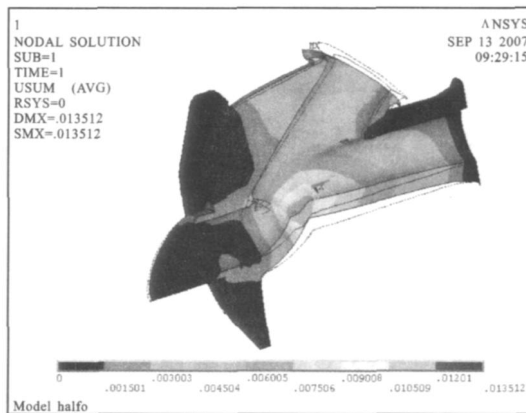 1
NODAL SOLUTION
SUB=1
TIME=1
USUM (AVG)
RSYS=0
DMX=.013512
SMX=.013512
ANSYS
SEP 13 2007
09:29:15
MX
0 .003003 .006005 .009008 .01201
.001501 .004504 .007506 .010509 .013512
Model halfo